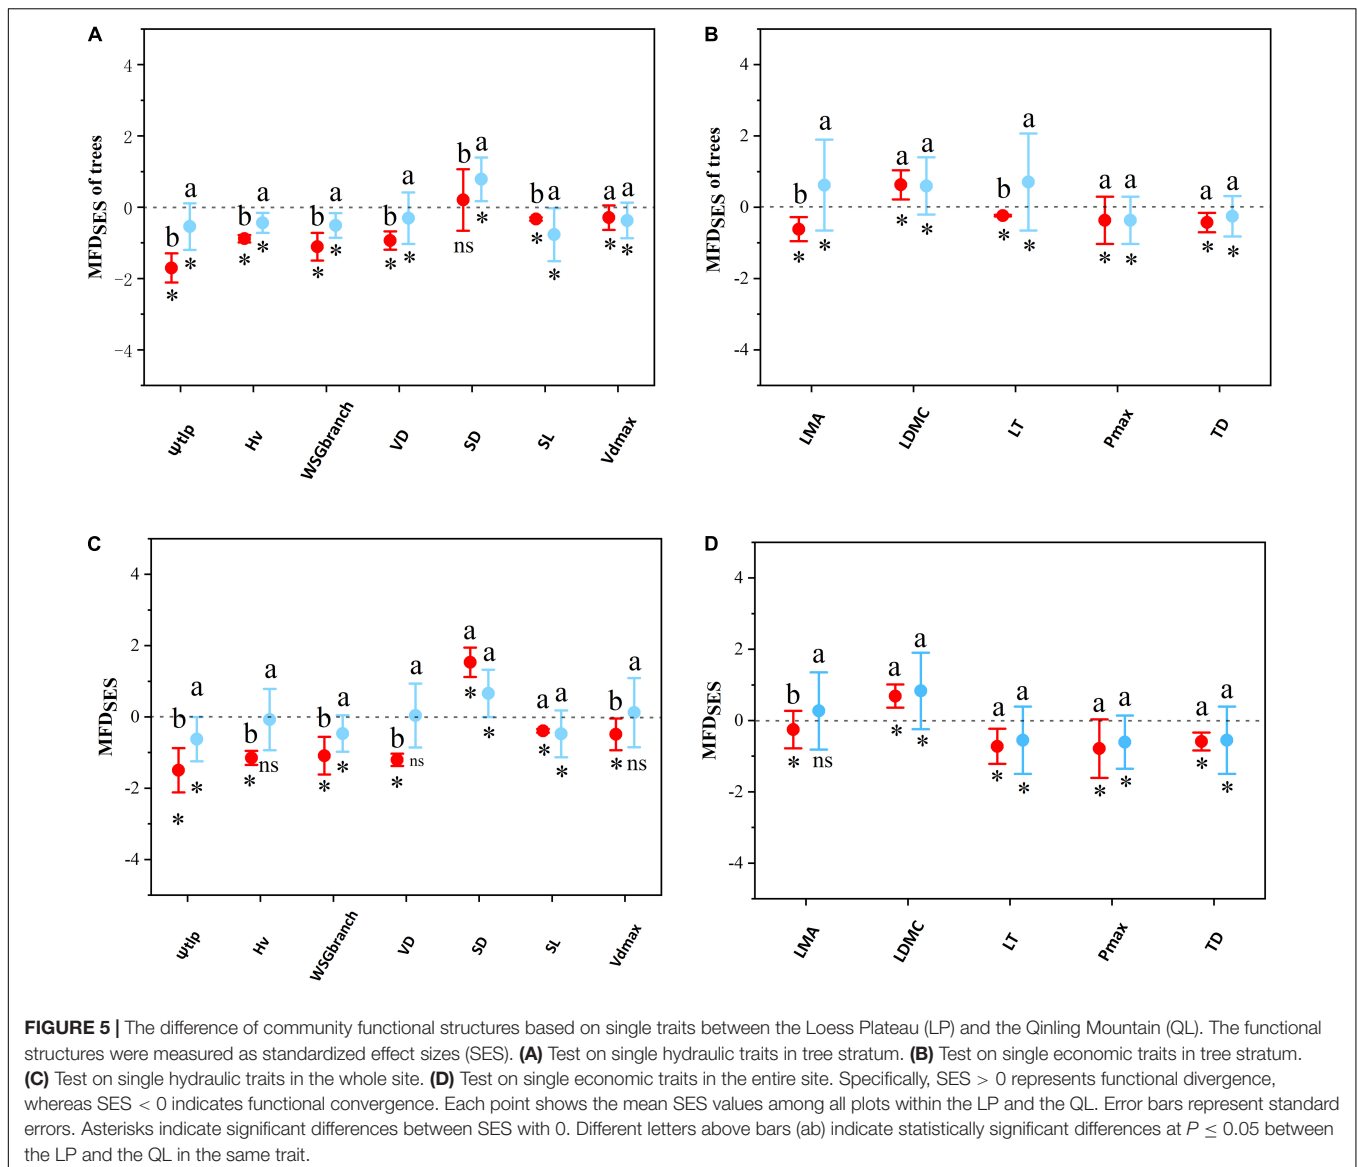 A
4
2
0
−2
−4
MFDSES of trees
b a b a b a b a b a b a a a
* * * * * * * * ns * * * * *
Ψtlp Hv WSGbranch VD SD SL Vdmax
B
4
2
0
-2
-4
MFDSES of trees
b a a a b a a a a a
* * * * * * * * * *
LMA LDMC LT Pmax TD
C
4
2
0
-2
-4
MFDSES
b a b a b a b a a a a a b a
* * * ns * * * ns * * * * * ns
Ψtlp Hv WSGbranch VD SD SL Vdmax
D
4
2
0
-2
-4
MFDSES
b a a a a a a a a a
* ns * * * * * * * *
LMA LDMC LT Pmax TD
FIGURE 5 | The difference of community functional structures based on single traits between the Loess Plateau (LP) and the Qinling Mountain (QL). The functional
structures were measured as standardized effect sizes (SES). (A) Test on single hydraulic traits in tree stratum. (B) Test on single economic traits in tree stratum.
(C) Test on single hydraulic traits in the whole site. (D) Test on single economic traits in the entire site. Specifically, SES > 0 represents functional divergence,
whereas SES < 0 indicates functional convergence. Each point shows the mean SES values among all plots within the LP and the QL. Error bars represent standard
errors. Asterisks indicate significant differences between SES with 0. Different letters above bars (ab) indicate statistically significant differences at P ≤ 0.05 between
the LP and the QL in the same trait.